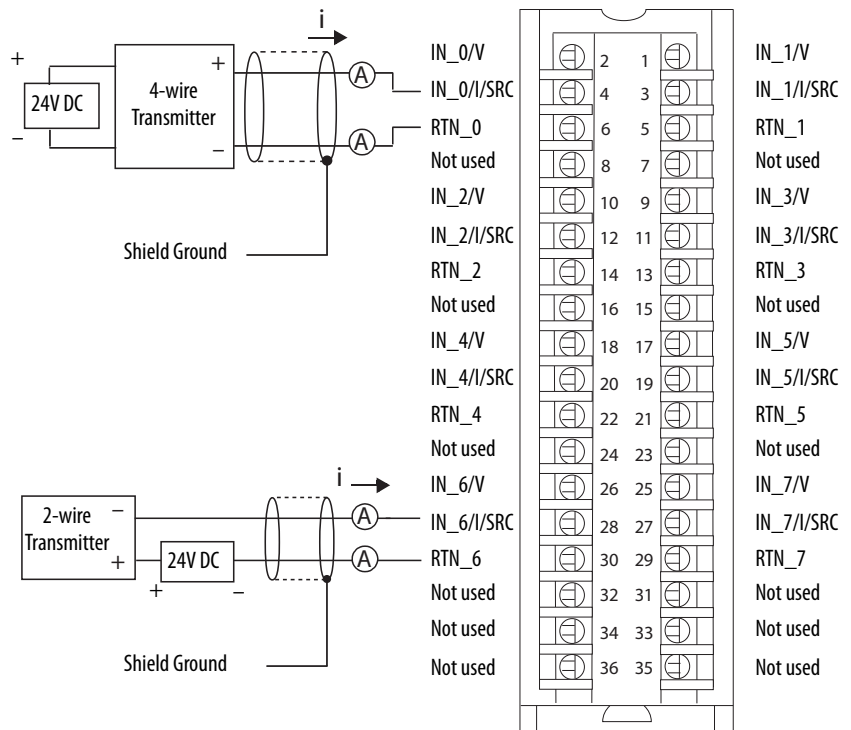 i
+
24V DC
−
4-wire
Transmitter
+
−
A
A
Shield Ground
IN_0/V 2 1 IN_1/V
IN_0/I/SRC 4 3 IN_1/I/SRC
RTN_0 6 5 RTN_1
Not used 8 7 Not used
IN_2/V 10 9 IN_3/V
IN_2/I/SRC 12 11 IN_3/I/SRC
RTN_2 14 13 RTN_3
Not used 16 15 Not used
IN_4/V 18 17 IN_5/V
IN_4/I/SRC 20 19 IN_5/I/SRC
RTN_4 22 21 RTN_5
Not used 24 23 Not used
IN_6/V 26 25 IN_7/V
IN_6/I/SRC 28 27 IN_7/I/SRC
RTN_6 30 29 RTN_7
Not used 32 31 Not used
Not used 34 33 Not used
Not used 36 35 Not used
i
2-wire
Transmitter
−
+
24V DC
+ −
A
A
Shield Ground